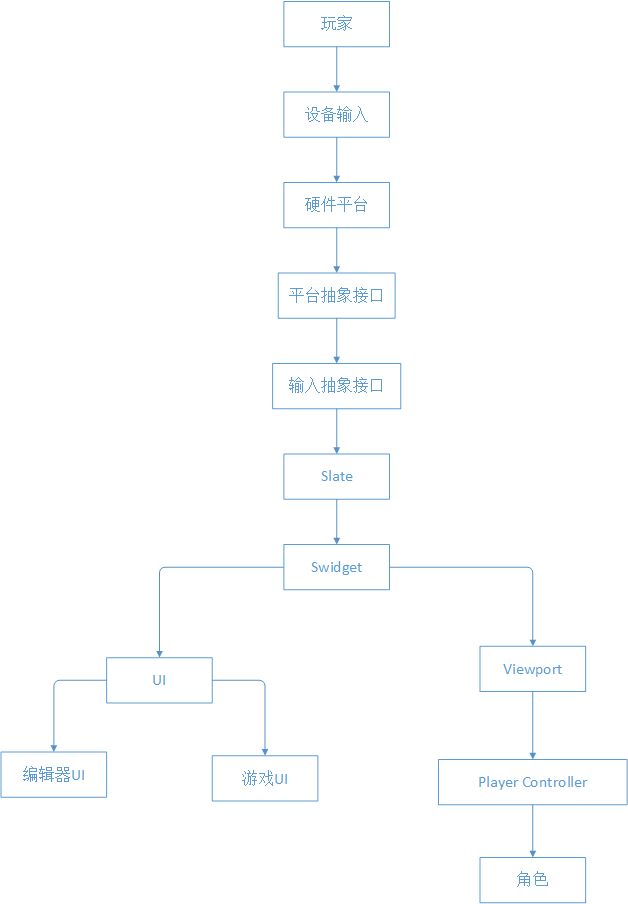 玩家
设备输入
硬件平台
平台抽象接口
输入抽象接口
Slate
Swidget
UI
Viewport
编辑器UI
游戏UI
Player Controller
角色